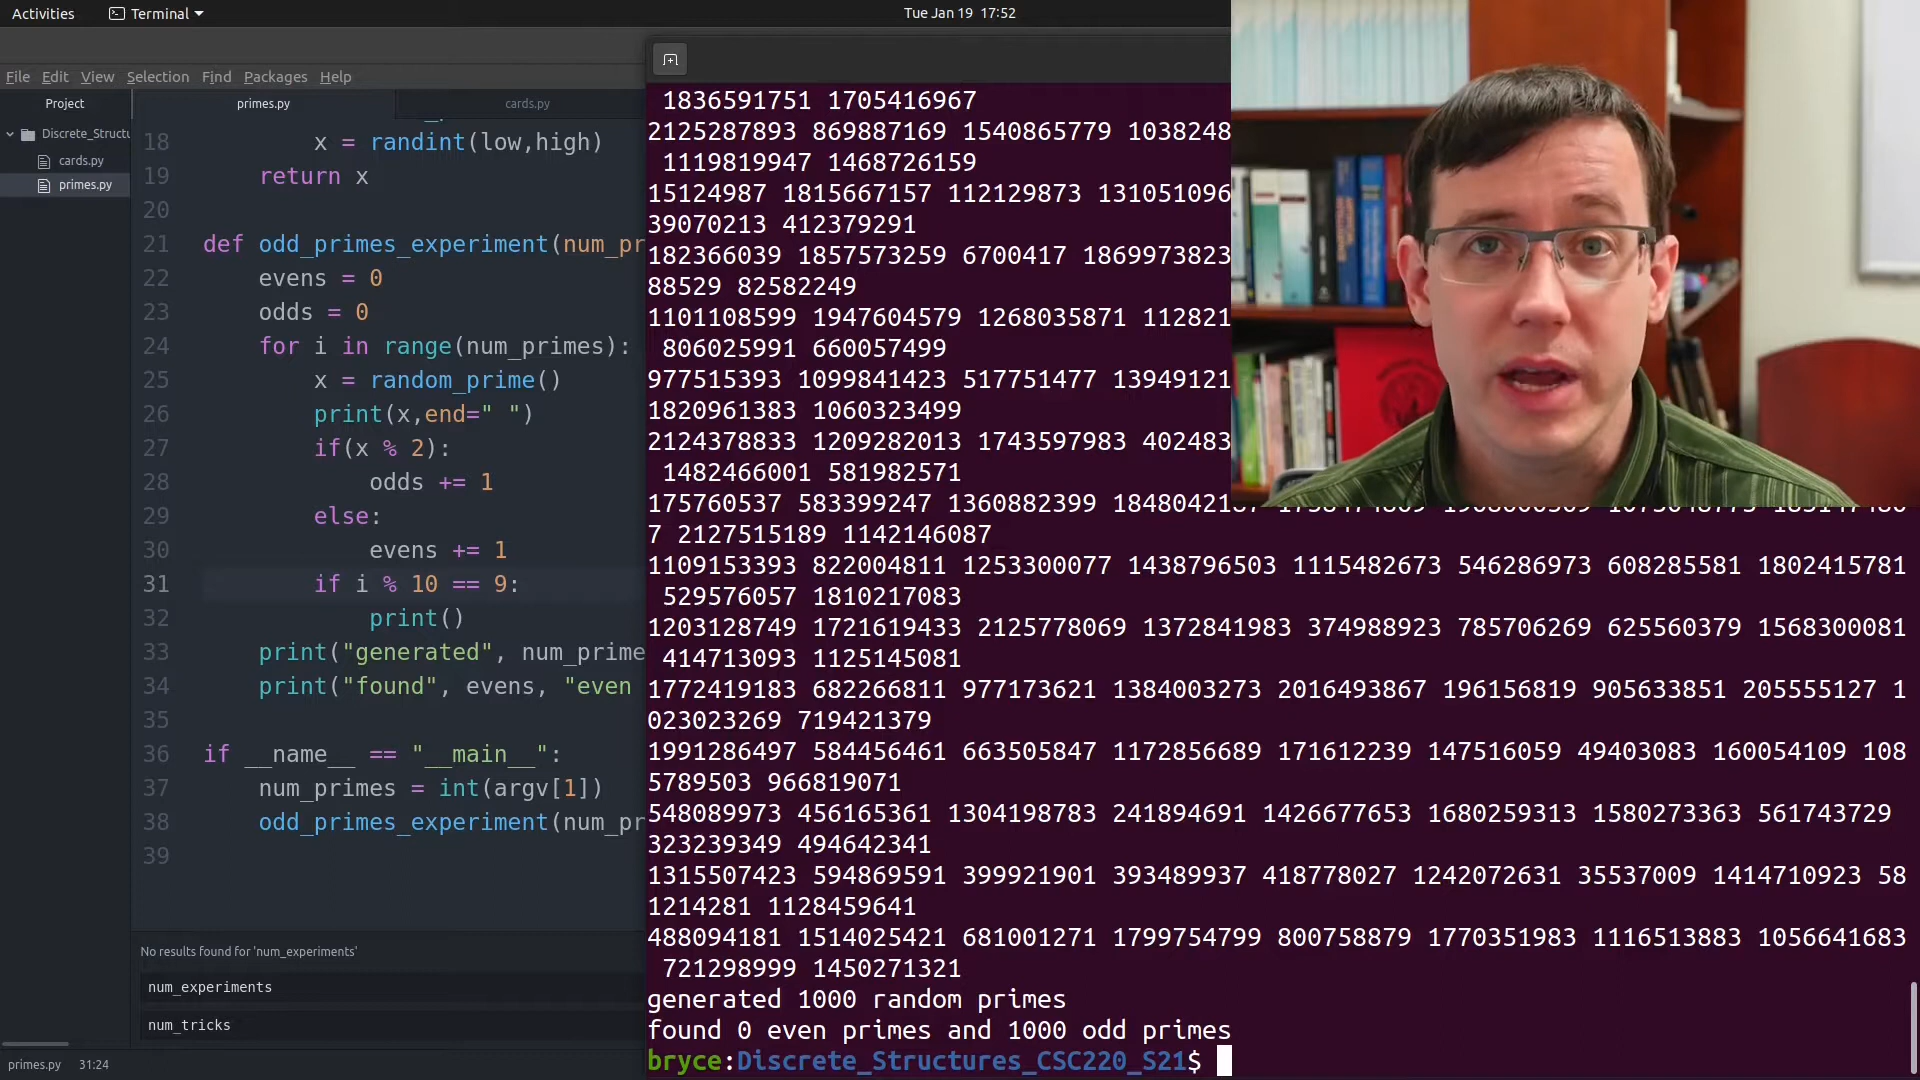 Activities
Terminal
Tue Jan 19 17:52
File Edit View Selection Find Packages Help
Project
Discrete_Structu
cards.py
primes.py
primes.py
cards.py
18 x = randint(low,high)
19 return x
20
21 def odd_primes_experiment(num_pr
22 evens = 0
23 odds = 0
24 for i in range(num_primes):
25 x = random_prime()
26 print(x,end=" ")
27 if(x % 2):
28 odds += 1
29 else:
30 evens += 1
31 if i % 10 == 9:
32 print()
33 print("generated", num_prime
34 print("found", evens, "even
35
36 if __name__ == "__main__":
37 num_primes = int(argv[1])
38 odd_primes_experiment(num_pr
39
No results found for 'num_experiments'
num_experiments
num_tricks
primes.py 31:24
1836591751 1705416967
2125287893 869887169 1540865779 1038248
1119819947 1468726159
15124987 1815667157 112129873 131051096
39070213 412379291
182366039 1857573259 6700417 1869973823
88529 82582249
1101108599 1947604579 1268035871 112821
806025991 660057499
977515393 1099841423 517751477 13949121
1820961383 1060323499
2124378833 1209282013 1743597983 402483
1482466001 581982571
175760537 583399247 1360882399
7 2127515189 1142146087
1109153393 822004811 1253300077 1438796503 1115482673 546286973 608285581 1802415781
529576057 1810217083
1203128749 1721619433 2125778069 1372841983 374988923 785706269 625560379 1568300081
414713093 1125145081
1772419183 682266811 977173621 1384003273 2016493867 196156819 905633851 205555127 1
023023269 719421379
1991286497 584456461 663505847 1172856689 171612239 147516059 49403083 160054109 108
5789503 966819071
548089973 456165361 1304198783 241894691 1426677653 1680259313 1580273363 561743729
323239349 494642341
1315507423 594869591 399921901 393489937 418778027 1242072631 35537009 1414710923 58
1214281 1128459641
488094181 1514025421 681001271 1799754799 800758879 1770351983 1116513883 1056641683
721298999 1450271321
generated 1000 random primes
found 0 even primes and 1000 odd primes
bryce:Discrete_Structures_CSC220_S21$